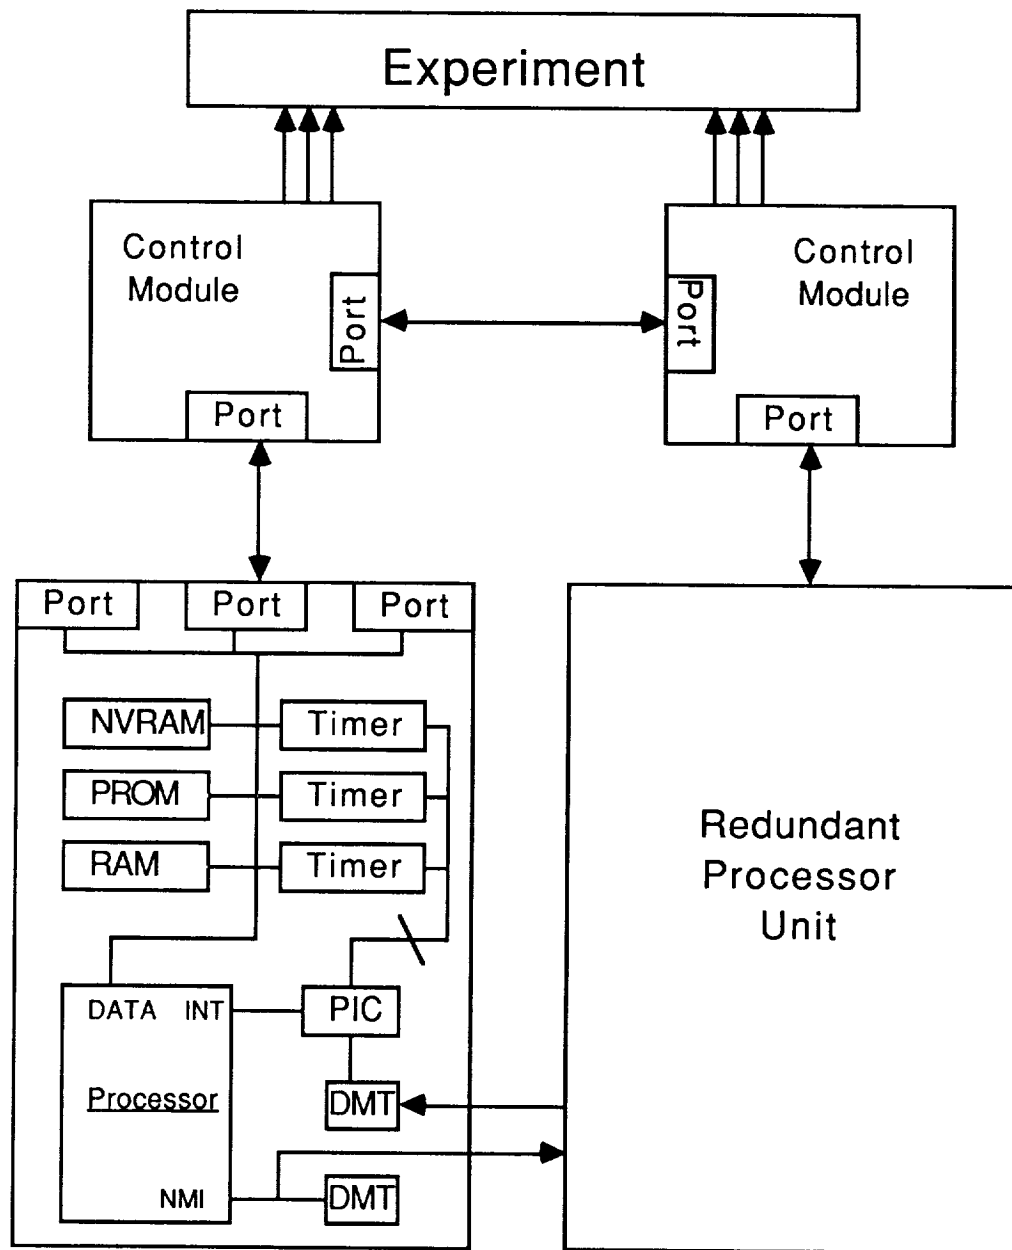 Experiment
Control
Module
Port
Port
Control
Module
Port
Port
Port
Port
Port
NVRAM
Timer
PROM
Timer
RAM
Timer
DATA INT
PIC
Processor
DMT
NMI
DMT
Redundant
Processor
Unit